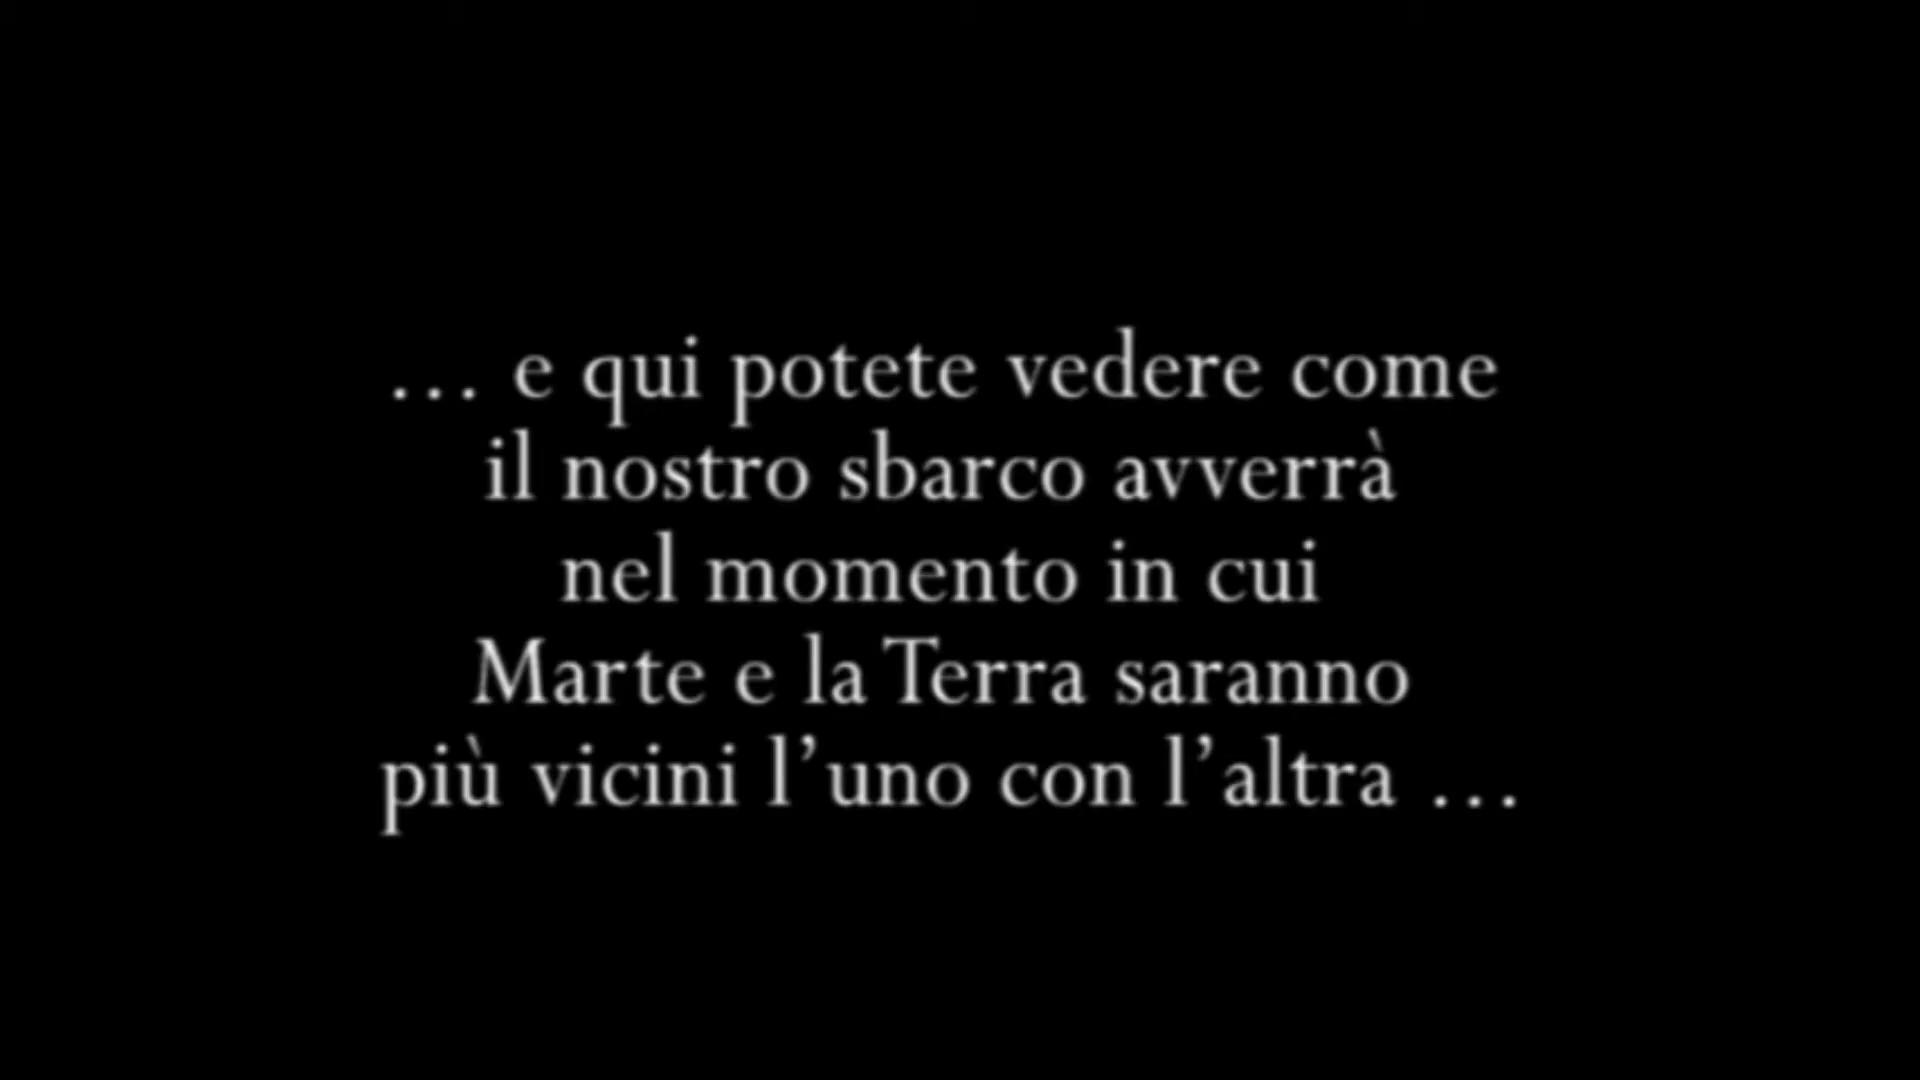 … e qui potete vedere come
il nostro sbarco avverrà
nel momento in cui
Marte e la Terra saranno
più vicini l’uno con l’altra …